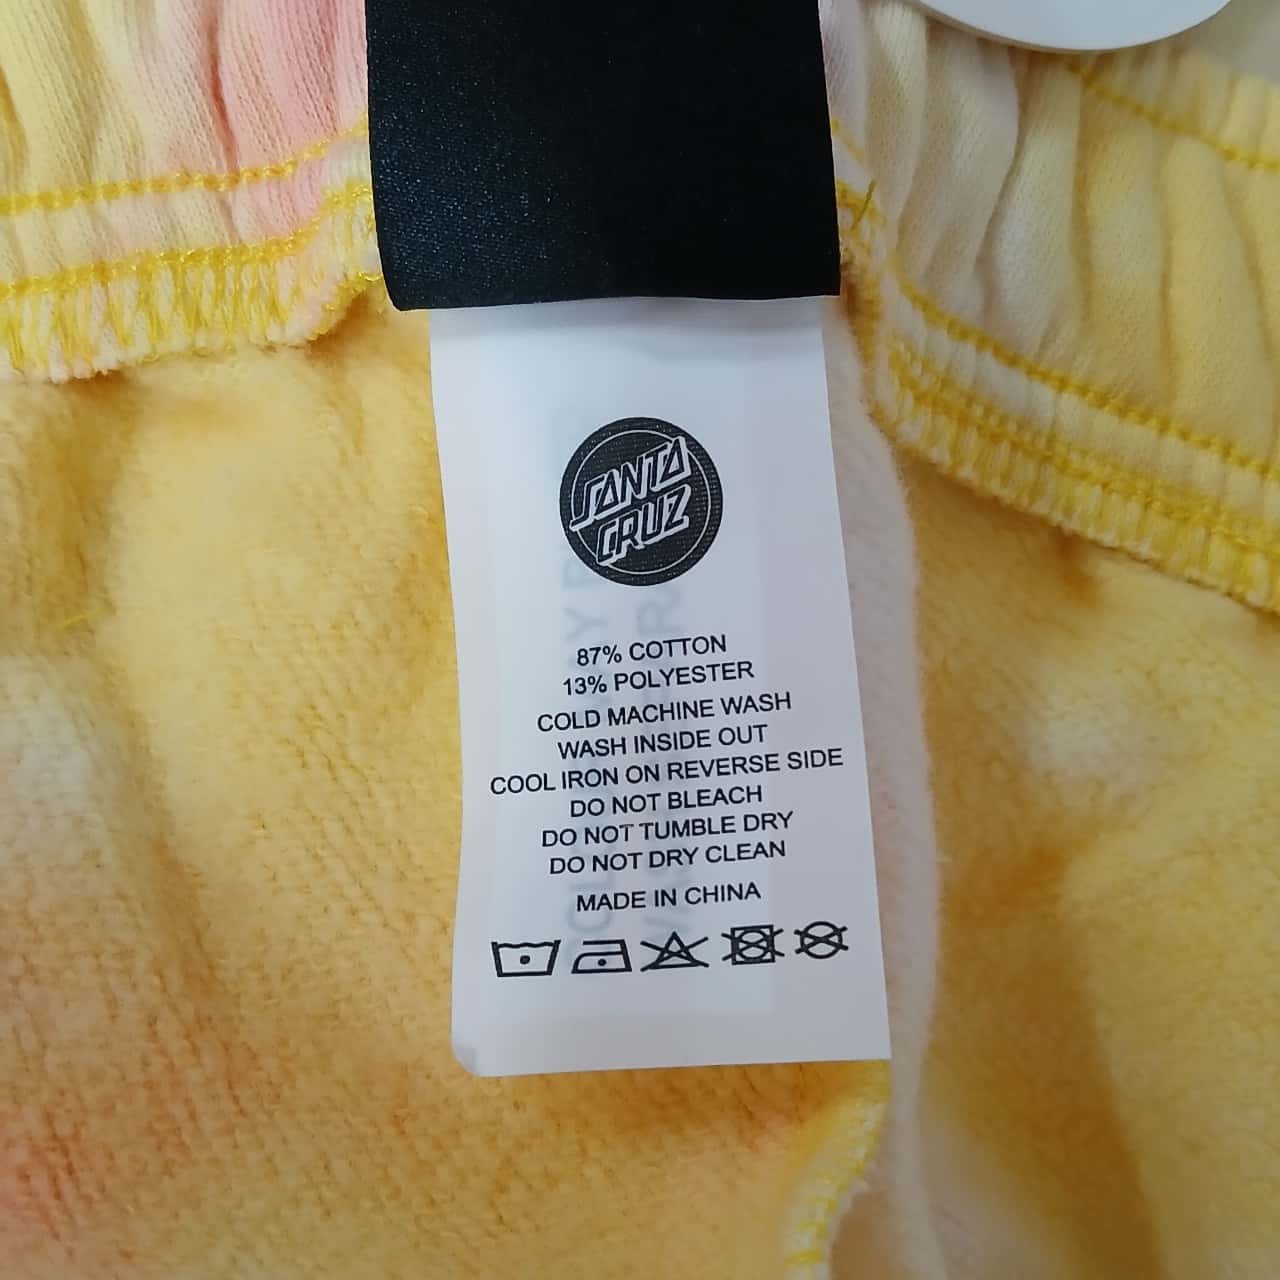 SANTA
CRUZ
87% COTTON
13% POLYESTER
COLD MACHINE WASH
WASH INSIDE OUT
COOL IRON ON REVERSE SIDE
DO NOT BLEACH
DO NOT TUMBLE DRY
DO NOT DRY CLEAN
MADE IN CHINA